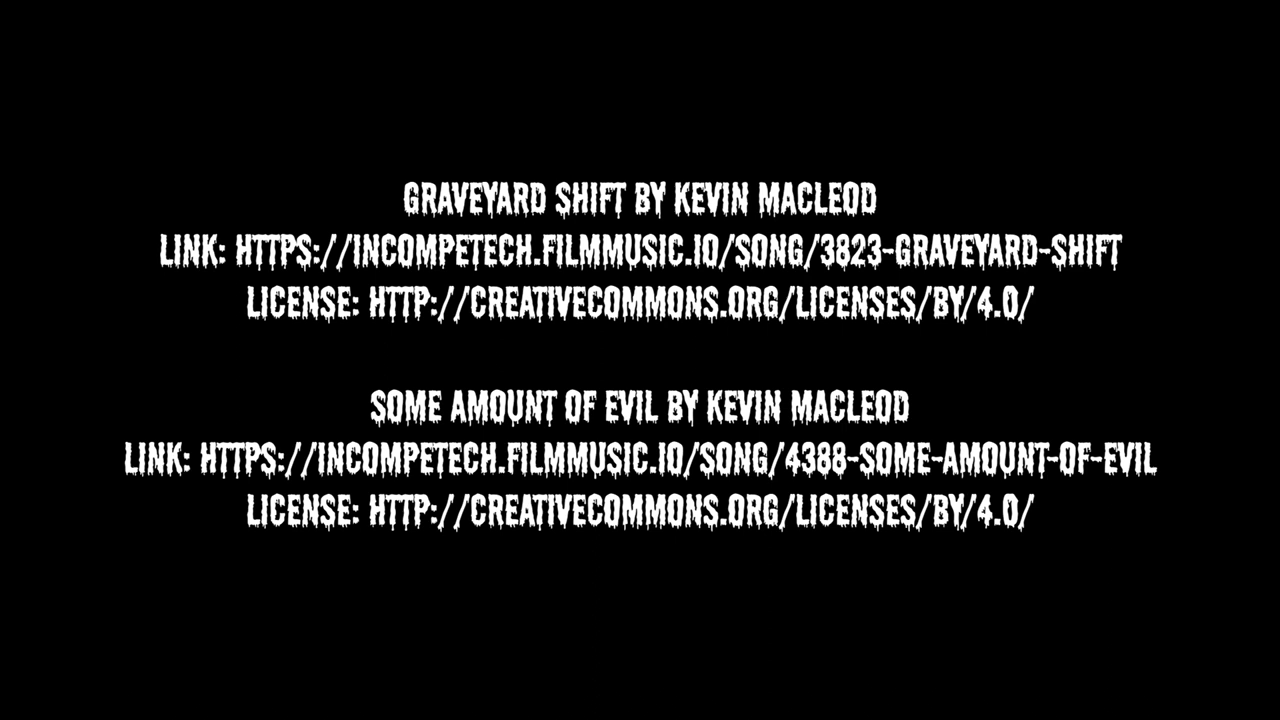 GRAVEYARD SHIFT BY KEVIN MACLEOD
LINK: HTTPS://INCOMPETECH.FILMMUSIC.IO/SONG/3823-GRAVEYARD-SHIFT
LICENSE: HTTP://CREATIVECOMMONS.ORG/LICENSES/BY/4.0/
SOME AMOUNT OF EVIL BY KEVIN MACLEOD
LINK: HTTPS://INCOMPETECH.FILMMUSIC.IO/SONG/4388-SOME-AMOUNT-OF-EVIL
LICENSE: HTTP://CREATIVECOMMONS.ORG/LICENSES/BY/4.0/